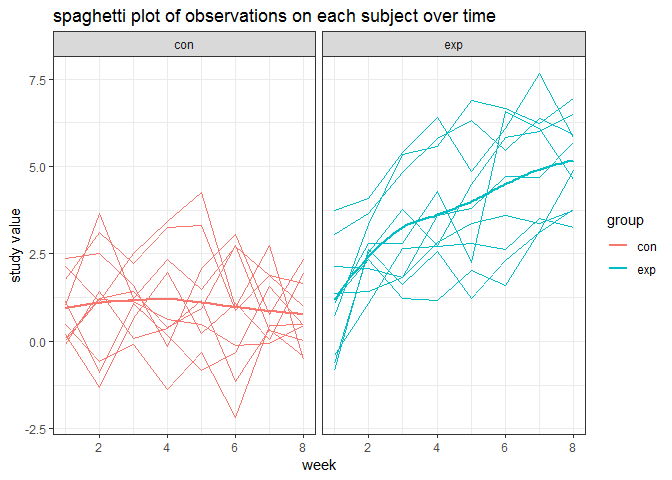 spaghetti plot of observations on each subject over time
con exp
7.5
5.0
2.5
0.0
-2.5
study value
2 4 6 8 2 4 6 8
week
group
con
exp